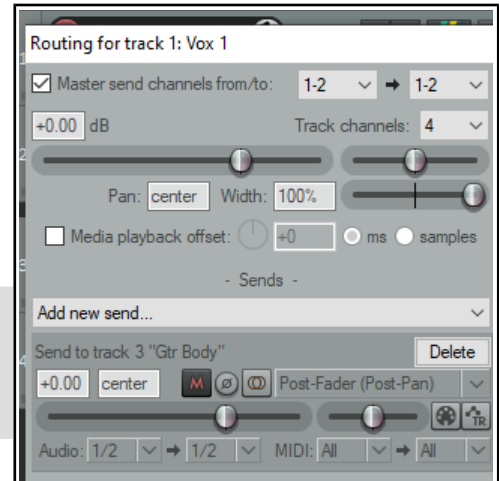 Routing for track 1: Vox 1
Master send channels from/to: 1-2 → 1-2
+0.00 dB Track channels: 4
Pan: center Width: 100%
Media playback offset: +0 ms samples
- Sends -
Add new send...
Send to track 3 "Gtr Body" Delete
+0.00 center M Ø Post-Fader (Post-Pan)
TR
Audio: 1/2 → 1/2 MIDI: All → All